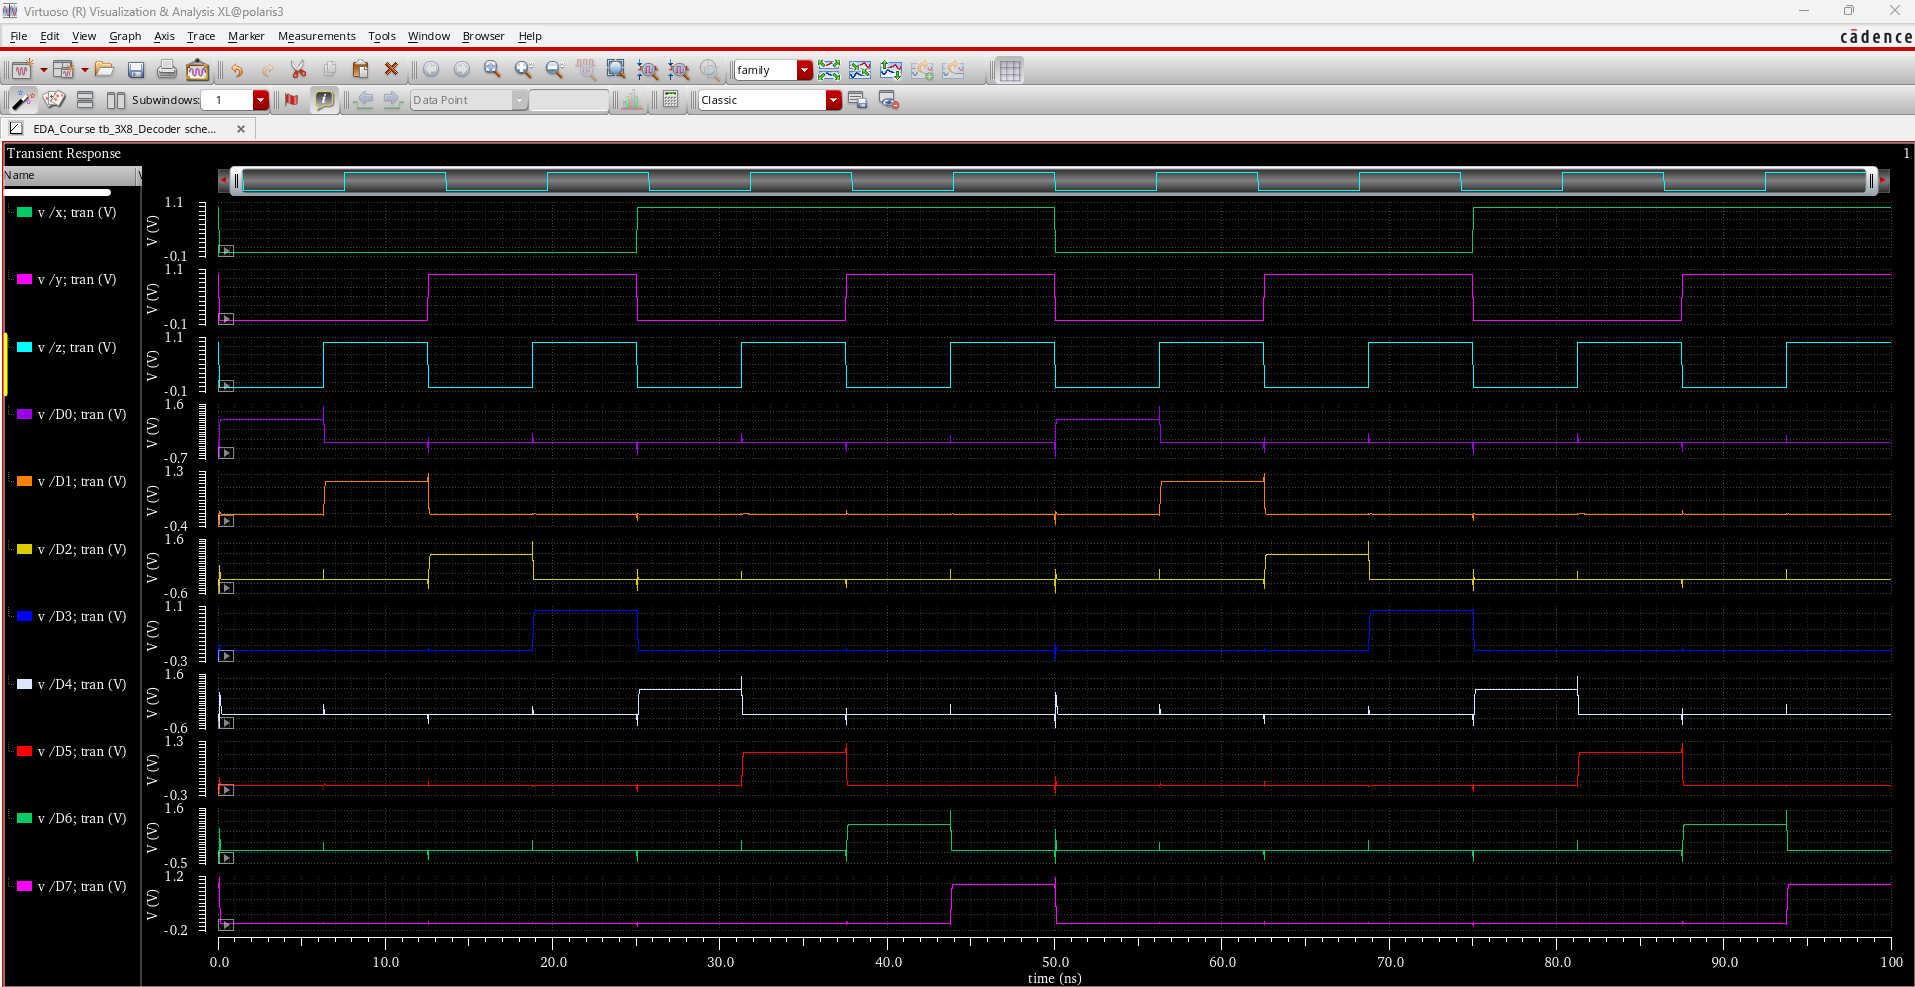 Virtuoso (R) Visualization & Analysis XL@polaris3
File Edit View Graph Axis Trace Marker Measurements Tools Window Browser Help
cādence
family
Subwindows: 1
Data Point
Classic
EDA_Course tb_3X8_Decoder sche...
Transient Response
1
Name
V
v /x; tran (V)
V (V)
1.1
-0.1
v /y; tran (V)
V (V)
1.1
-0.1
v /z; tran (V)
V (V)
1.1
-0.1
v /D0; tran (V)
V (V)
1.6
-0.7
v /D1; tran (V)
V (V)
1.3
-0.4
v /D2; tran (V)
V (V)
1.6
-0.6
v /D3; tran (V)
V (V)
1.1
-0.3
v /D4; tran (V)
V (V)
1.6
-0.6
v /D5; tran (V)
V (V)
1.3
-0.3
v /D6; tran (V)
V (V)
1.6
-0.5
v /D7; tran (V)
V (V)
1.2
-0.2
0.0 10.0 20.0 30.0 40.0 50.0 60.0 70.0 80.0 90.0 100
time (ns)